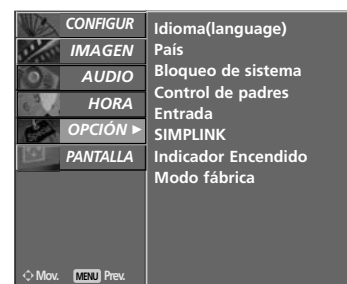 CONFIGUR
IMAGEN
AUDIO
HORA
OPCIÓN ►
PANTALLA
Mov. MENU Prev.
Idioma(language)
País
Bloqueo de sistema
Control de padres
Entrada
SIMPLINK
Indicador Encendido
Modo fábrica